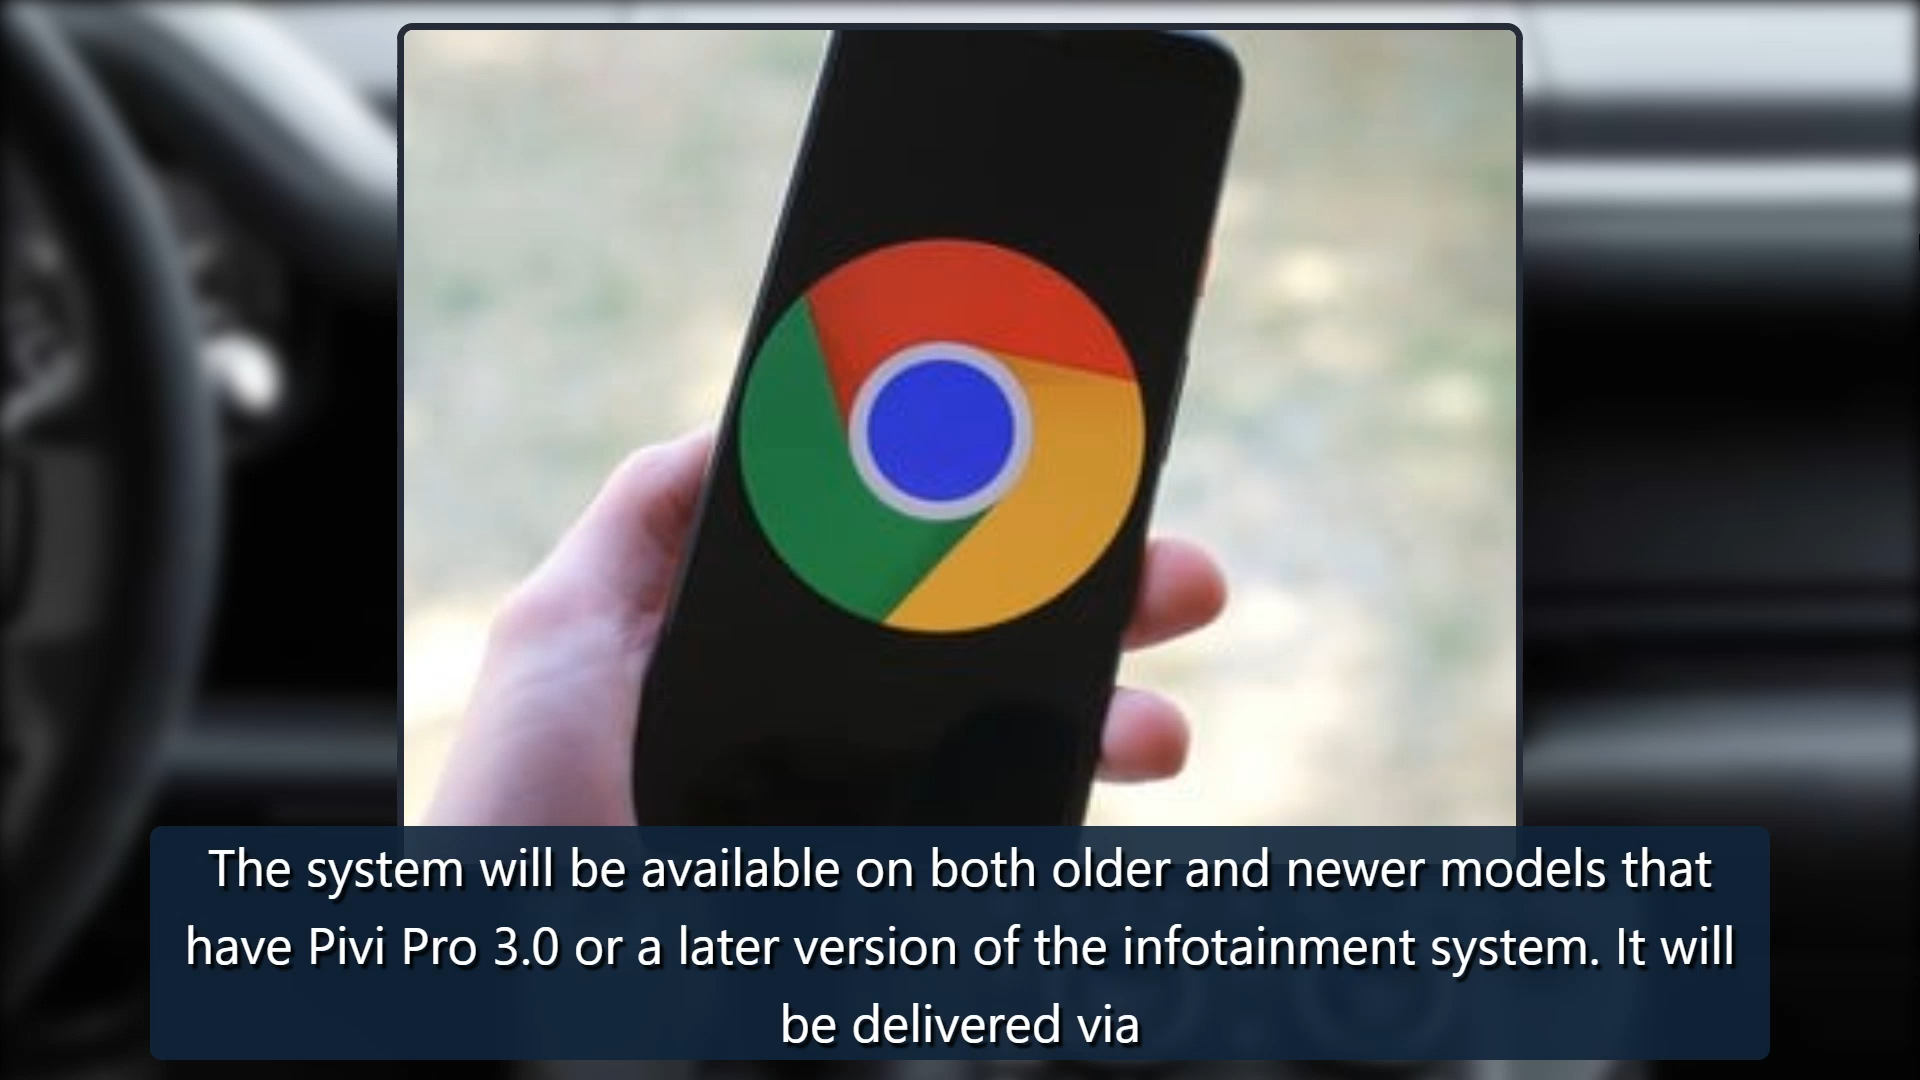 The system will be available on both older and newer models that
have Pivi Pro 3.0 or a later version of the infotainment system. It will
be delivered via